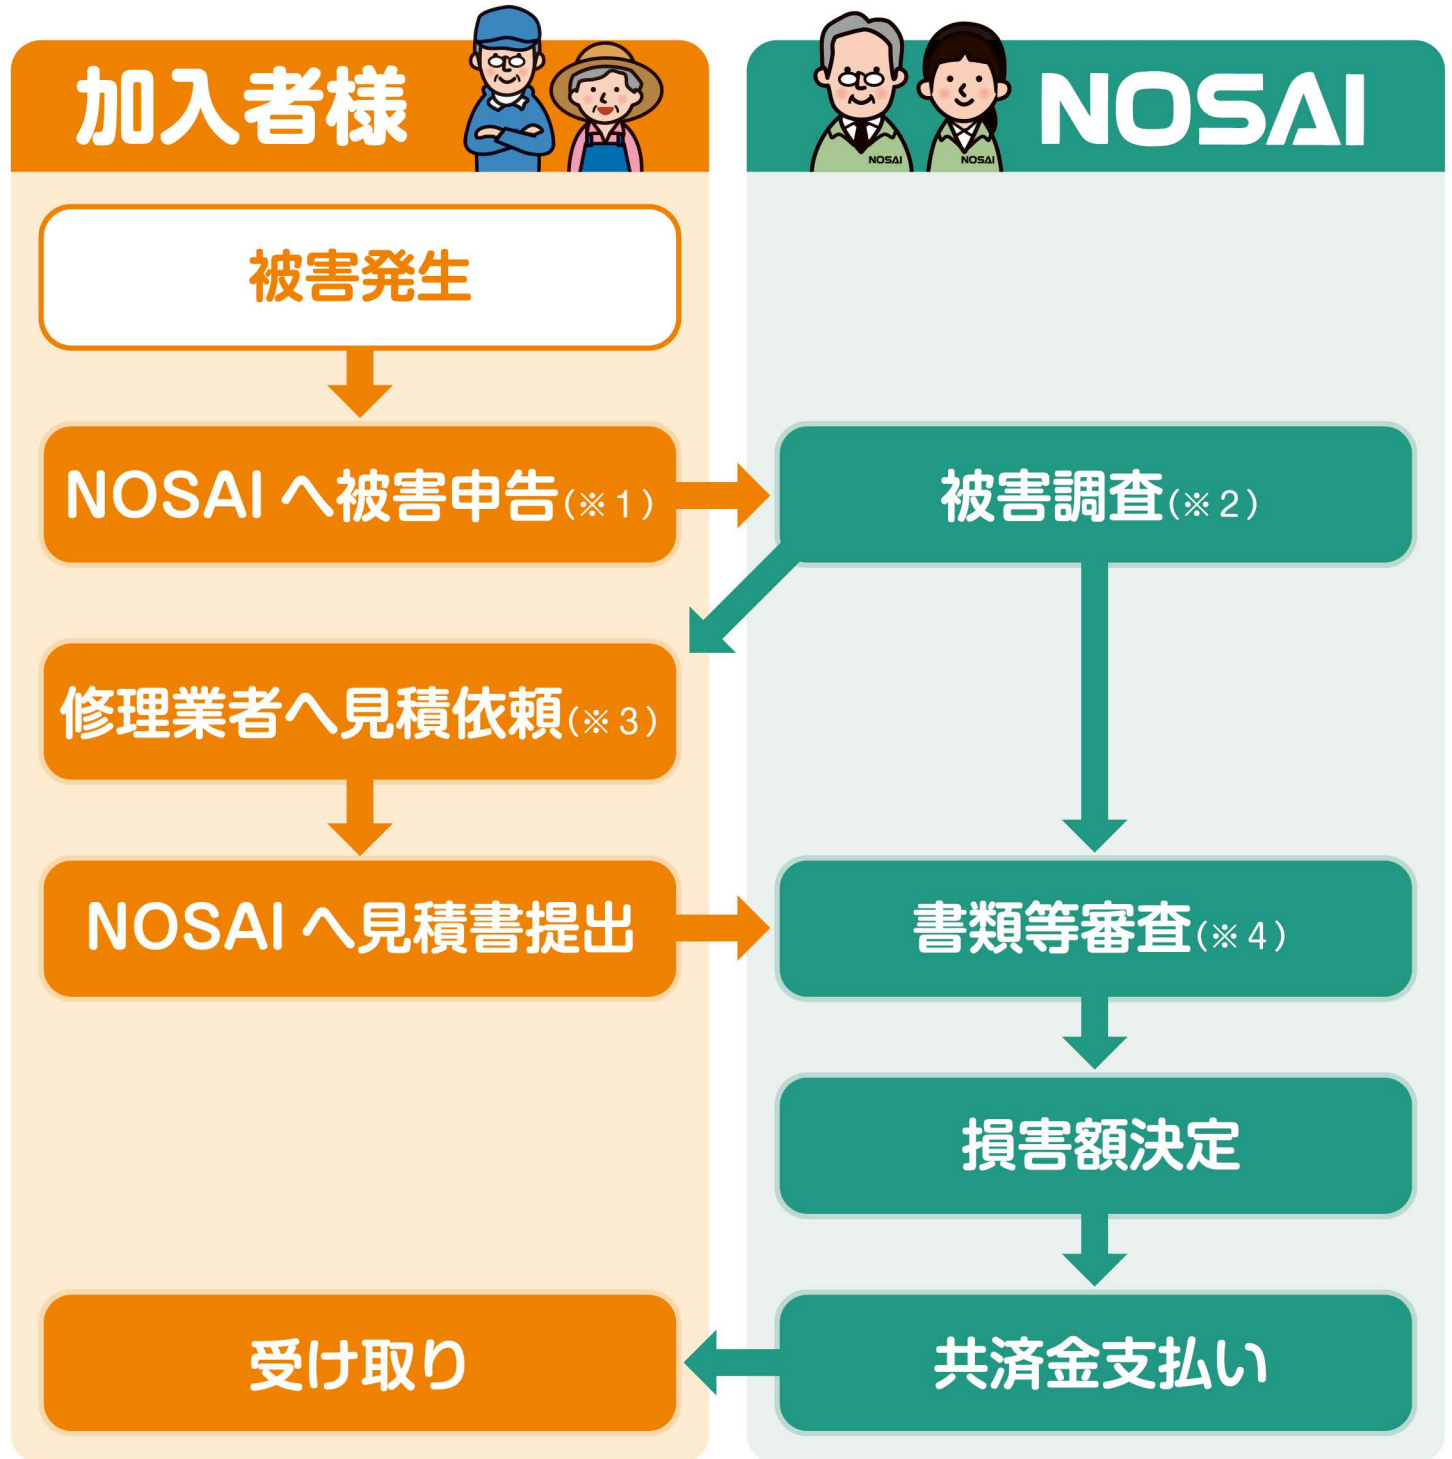 加入者様
NOSAI
NOSAI
NOSAI
被害発生
NOSAI へ被害申告(※1)
被害調査(※2)
修理業者へ見積依頼(※3)
NOSAI へ見積書提出
書類等審査(※4)
損害額決定
共済金支払い
受け取り